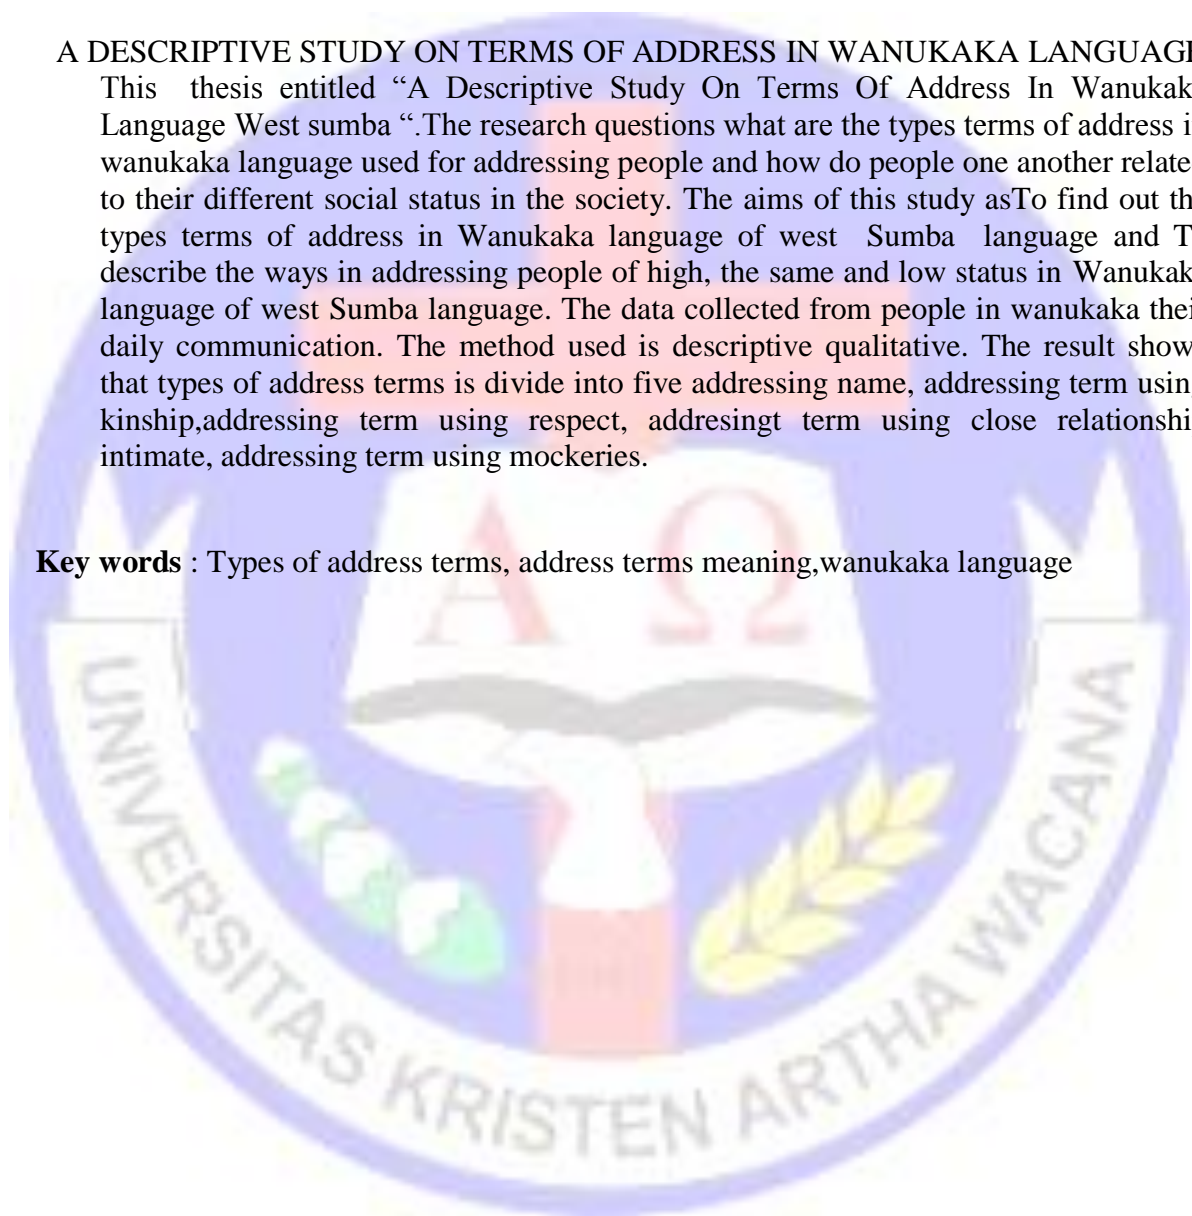 A DESCRIPTIVE STUDY ON TERMS OF ADDRESS IN WANUKAKA LANGUAGE
This thesis entitled “A Descriptive Study On Terms Of Address In Wanukak
Language West sumba “.The research questions what are the types terms of address i
wanukaka language used for addressing people and how do people one another relate
to their different social status in the society. The aims of this study asTo find out th
types terms of address in Wanukaka language of west Sumba language and T
describe the ways in addressing people of high, the same and low status in Wanukak
language of west Sumba language. The data collected from people in wanukaka thei
daily communication. The method used is descriptive qualitative. The result show
that types of address terms is divide into five addressing name, addressing term usin
kinship,addressing term using respect, addresingt term using close relationshi
intimate, addressing term using mockeries.
Key words : Types of address terms, address terms meaning,wanukaka language
Α Ω
UNIVERSITAS KRISTEN ARTHA WACANA